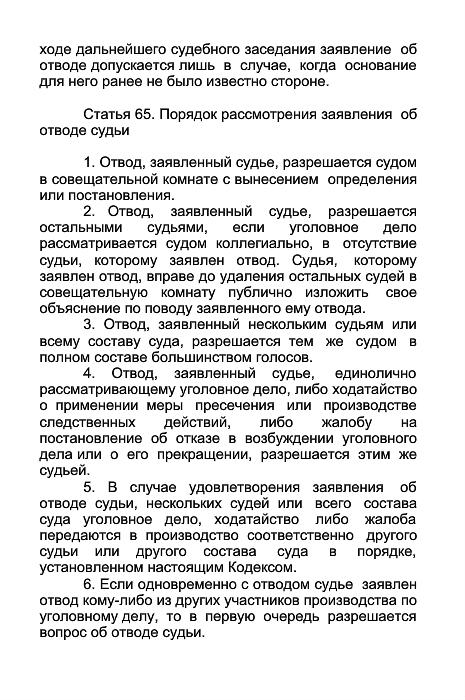 ходе дальнейшего судебного заседания заявление об
отводе допускается лишь в случае, когда основание
для него ранее не было известно стороне.
Статья 65. Порядок рассмотрения заявления об
отводе судьи
1. Отвод, заявленный судье, разрешается судом
в совещательной комнате с вынесением определения
или постановления.
2. Отвод, заявленный судье, разрешается
остальными судьями, если уголовное дело
рассматривается судом коллегиально, в отсутствие
судьи, которому заявлен отвод. Судья, которому
заявлен отвод, вправе до удаления остальных судей в
совещательную комнату публично изложить свое
объяснение по поводу заявленного ему отвода.
3. Отвод, заявленный нескольким судьям или
всему составу суда, разрешается тем же судом в
полном составе большинством голосов.
4. Отвод, заявленный судье, единолично
рассматривающему уголовное дело, либо ходатайство
о применении меры пресечения или производстве
следственных действий, либо жалобу на
постановление об отказе в возбуждении уголовного
дела или о его прекращении, разрешается этим же
судьей.
5. В случае удовлетворения заявления об
отводе судьи, нескольких судей или всего состава
суда уголовное дело, ходатайство либо жалоба
передаются в производство соответственно другого
судьи или другого состава суда в порядке,
установленном настоящим Кодексом.
6. Если одновременно с отводом судье заявлен
отвод кому-либо из других участников производства по
уголовному делу, то в первую очередь разрешается
вопрос об отводе судьи.